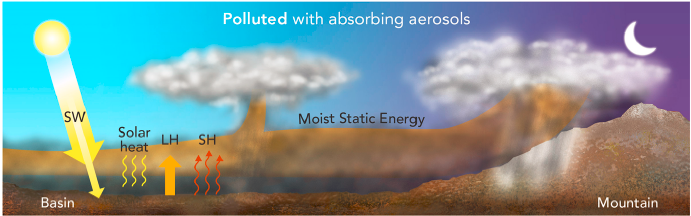 Polluted with absorbing aerosols
SW
Solar
heat
LH
SH
Moist Static Energy
Basin
Mountain